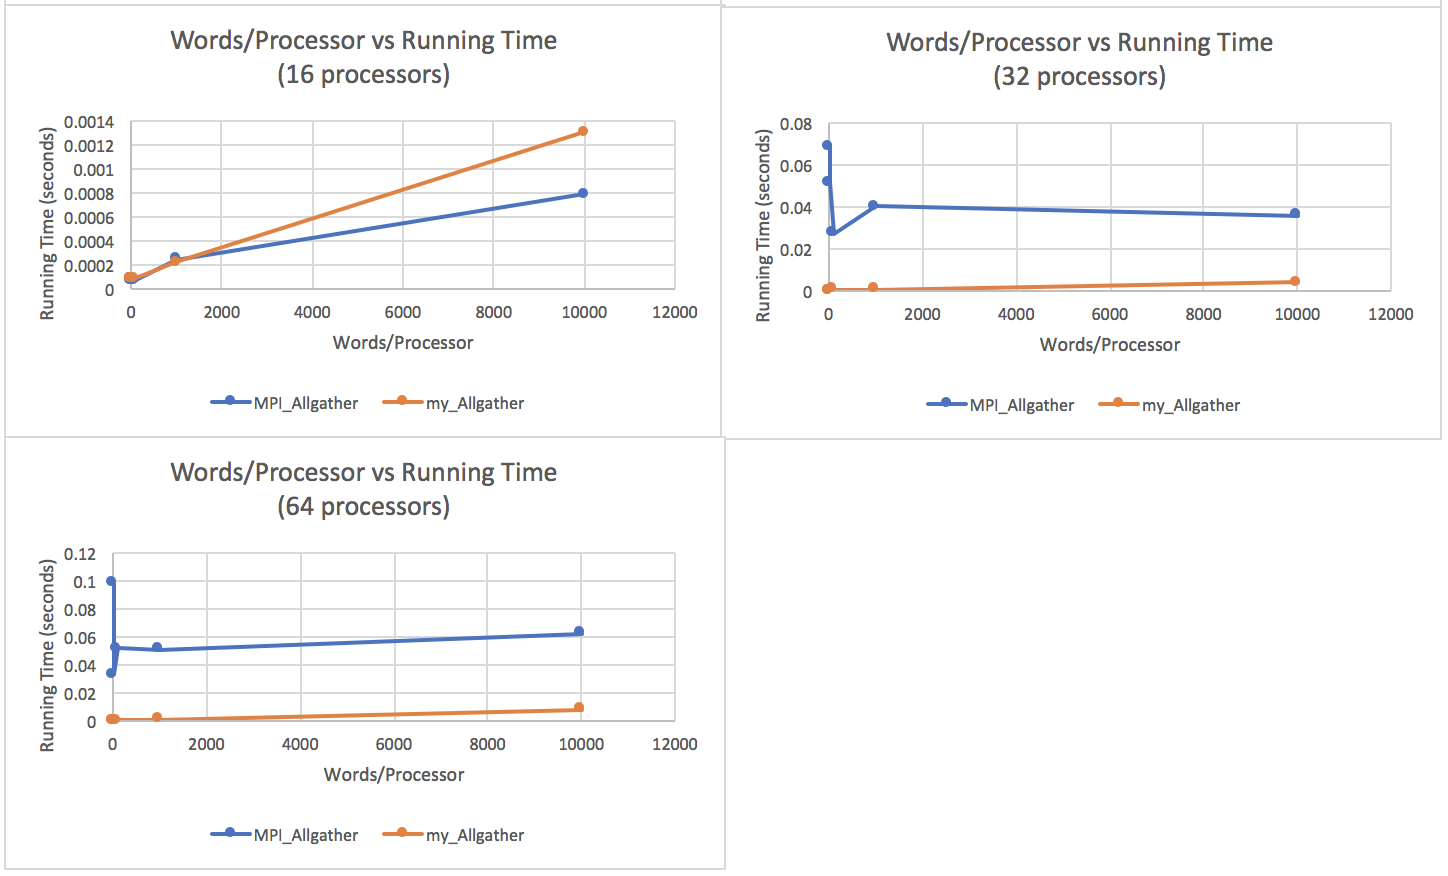 Words/Processor vs Running Time
(16 processors)
Running Time (seconds)
0.0014
0.0012
0.001
0.0008
0.0006
0.0004
0.0002
0
0 2000 4000 6000 8000 10000 12000
Words/Processor
MPI_Allgather my_Allgather
Words/Processor vs Running Time
(32 processors)
Running Time (seconds)
0.08
0.06
0.04
0.02
0
0 2000 4000 6000 8000 10000 12000
Words/Processor
MPI_Allgather my_Allgather
Words/Processor vs Running Time
(64 processors)
Running Time (seconds)
0.12
0.1
0.08
0.06
0.04
0.02
0
0 2000 4000 6000 8000 10000 12000
Words/Processor
MPI_Allgather my_Allgather